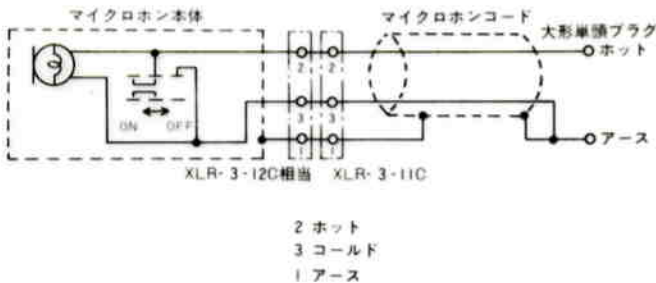 マイクロホン本体
マイクロホンコード
大形単頭プラグ
ホット
2 2
3 3
1 1
ON OFF
アース
XLR-3-12C相当 XLR-3-11C
2 ホット
3 コールド
1 アース